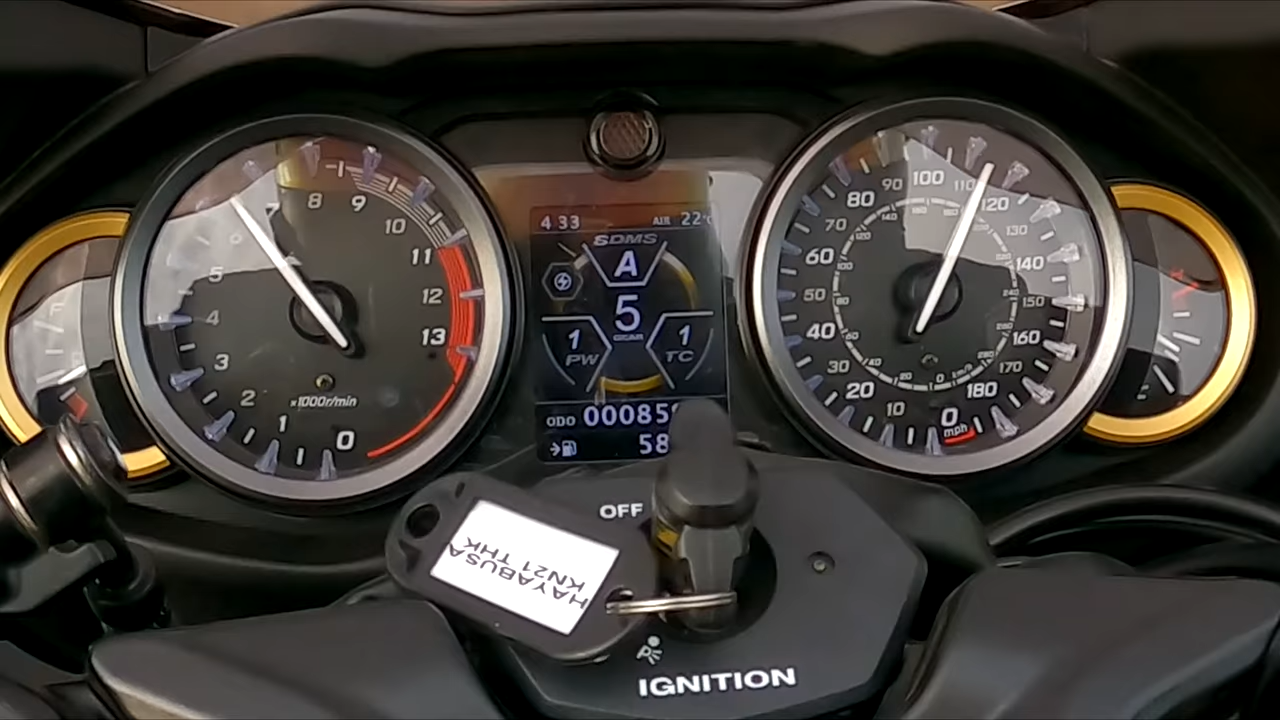 4:33
AIR 22°C
SDMS
A
5
GEAR
1
PW
1
TC
ODO 00085
58
0
1
2
3
4
5
7
8
9
10
11
12
13
x1000r/min
0
10
20
30
40
50
60
70
80
90
100
110
120
130
140
150
160
170
180
mph
km/h
OFF
HAYABUSA
KN21 THK
IGNITION